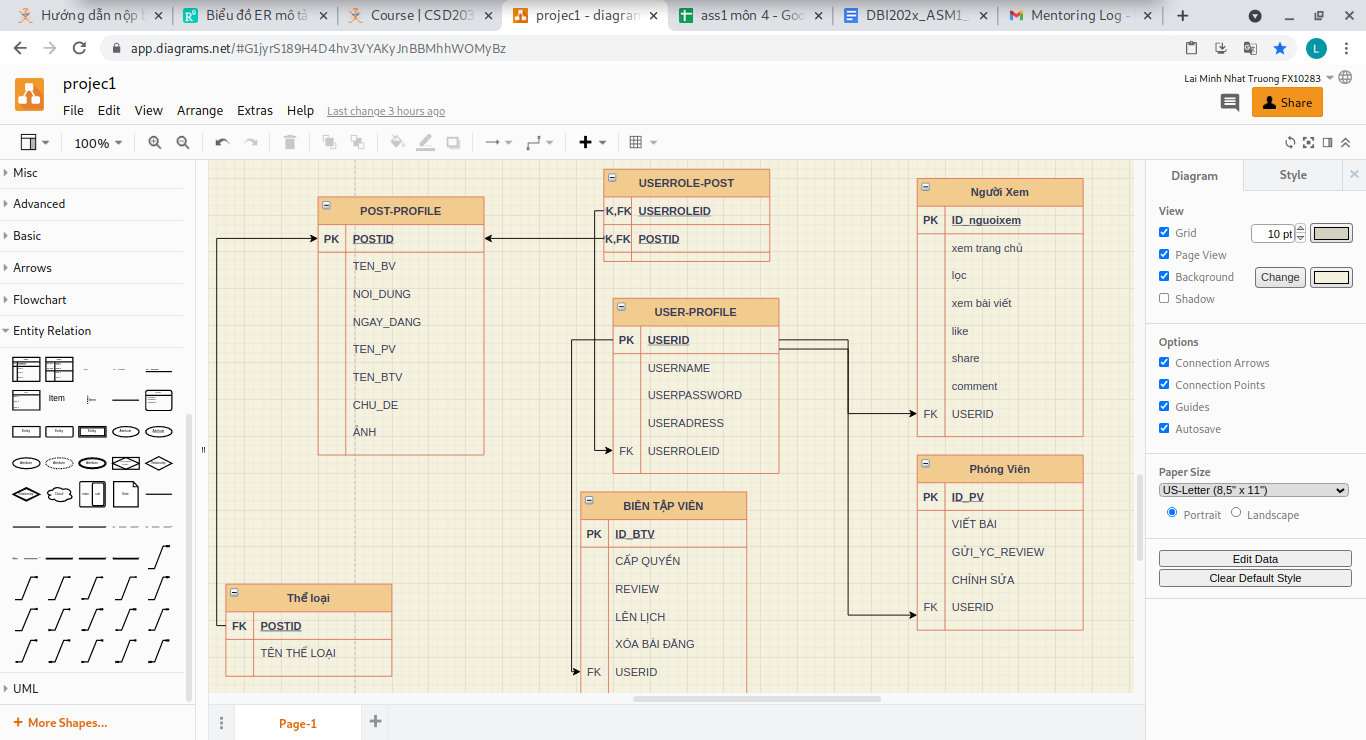 Hướng dẫn nộp b
Biểu đồ ER mô tả
Course | CSD203
projec1 - diagram
ass1 môn 4 - Goo
DBI202x_ASM1_
Mentoring Log -
app.diagrams.net/#G1jyrS189H4D4hv3VYAKyJnBBMhhWOMyBz
L
projec1
Lai Minh Nhat Truong FX10283
File Edit View Arrange Extras Help Last change 3 hours ago
Share
100%
Misc
Advanced
Basic
Arrows
Flowchart
Entity Relation
Item
UML
+ More Shapes...
POST-PROFILE
PK POSTID
TEN_BV
NOI_DUNG
NGAY_DANG
TEN_PV
TEN_BTV
CHU_DE
ẢNH
USERROLE-POST
K,FK USERROLEID
K,FK POSTID
USER-PROFILE
PK USERID
USERNAME
USERPASSWORD
USERADRESS
FK USERROLEID
Người Xem
PK ID_nguoixem
xem trang chủ
lọc
xem bài viết
like
share
comment
FK USERID
Phóng Viên
PK ID_PV
VIẾT BÀI
GỬI_YC_REVIEW
CHỈNH SỬA
FK USERID
BIÊN TẬP VIÊN
PK ID_BTV
CẤP QUYỀN
REVIEW
LÊN LỊCH
XÓA BÀI ĐĂNG
FK USERID
Thể loại
FK POSTID
TÊN THỂ LOẠI
Page-1
Diagram Style
View
Grid 10 pt
Page View
Background Change
Shadow
Options
Connection Arrows
Connection Points
Guides
Autosave
Paper Size
US-Letter (8,5" x 11")
Portrait Landscape
Edit Data
Clear Default Style